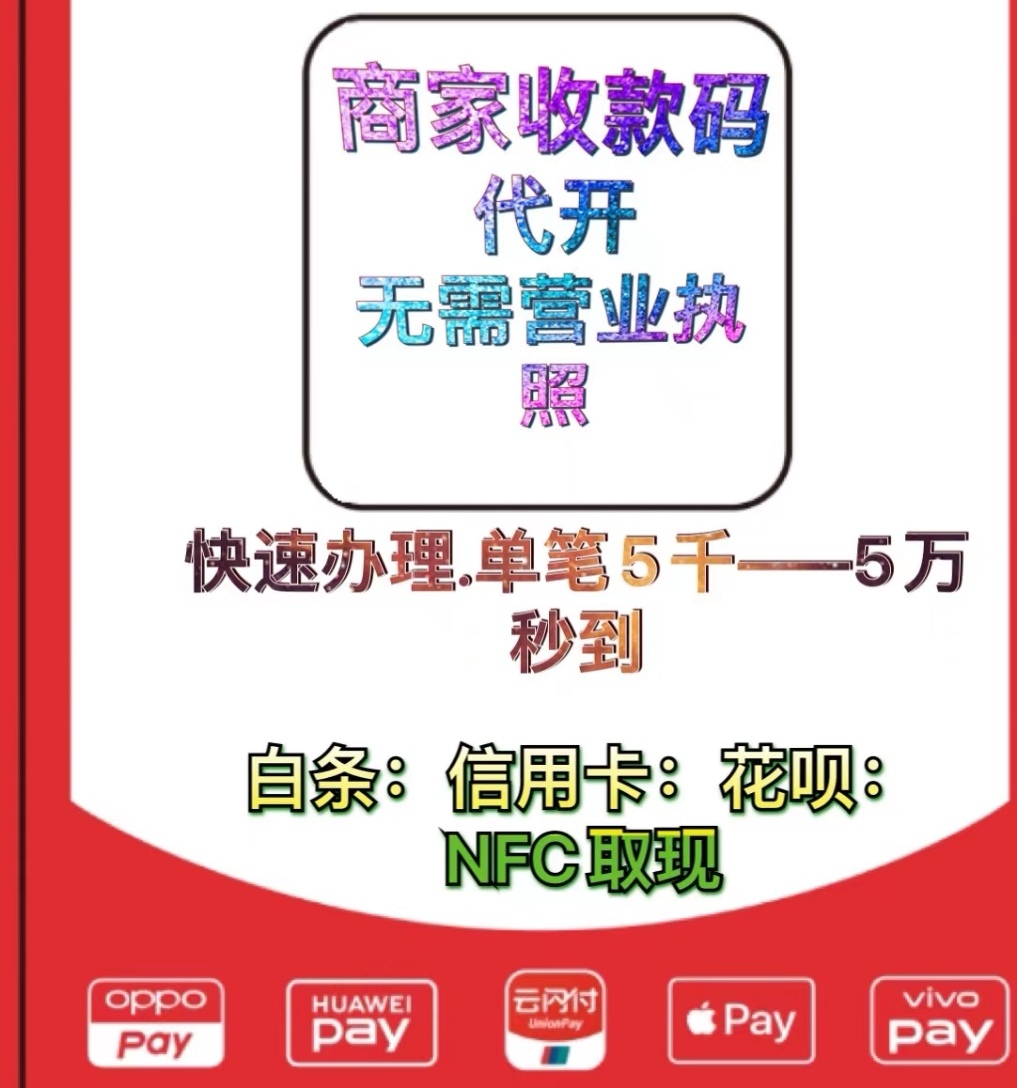 商家收款码
代开
无需营业执
照
快速办理.单笔5千——5万
秒到
白条：信用卡：花呗：
NFC取现
oppo
pay
HUAWEI
pay
云闪付
UnionPay
Pay
vivo
pay